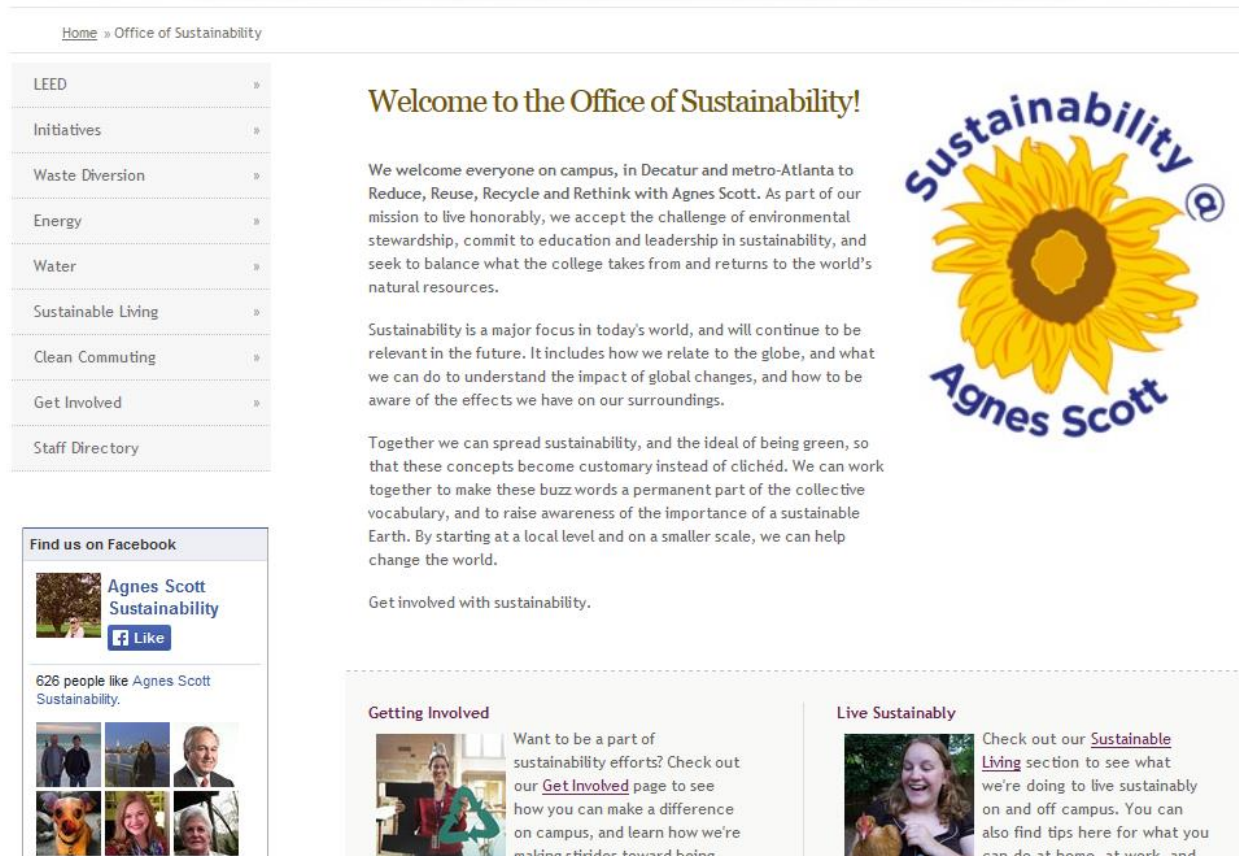 Home » Office of Sustainability
LEED »
Initiatives »
Waste Diversion »
Energy »
Water »
Sustainable Living »
Clean Commuting »
Get Involved »
Staff Directory
Find us on Facebook
Agnes Scott
Sustainability
Like
626 people like Agnes Scott
Sustainability.
Welcome to the Office of Sustainability!
We welcome everyone on campus, in Decatur and metro-Atlanta to
Reduce, Reuse, Recycle and Rethink with Agnes Scott. As part of our
mission to live honorably, we accept the challenge of environmental
stewardship, commit to education and leadership in sustainability, and
seek to balance what the college takes from and returns to the world's
natural resources.
Sustainability is a major focus in today's world, and will continue to be
relevant in the future. It includes how we relate to the globe, and what
we can do to understand the impact of global changes, and how to be
aware of the effects we have on our surroundings.
Together we can spread sustainability, and the ideal of being green, so
that these concepts become customary instead of clichéd. We can work
together to make these buzz words a permanent part of the collective
vocabulary, and to raise awareness of the importance of a sustainable
Earth. By starting at a local level and on a smaller scale, we can help
change the world.
Get involved with sustainability.
Sustainability @
Agnes Scott
Getting Involved
Want to be a part of
sustainability efforts? Check out
our Get Involved page to see
how you can make a difference
on campus, and learn how we're
making stirides toward being
Live Sustainably
Check out our Sustainable
Living section to see what
we're doing to live sustainably
on and off campus. You can
also find tips here for what you
can do at home, at work, and